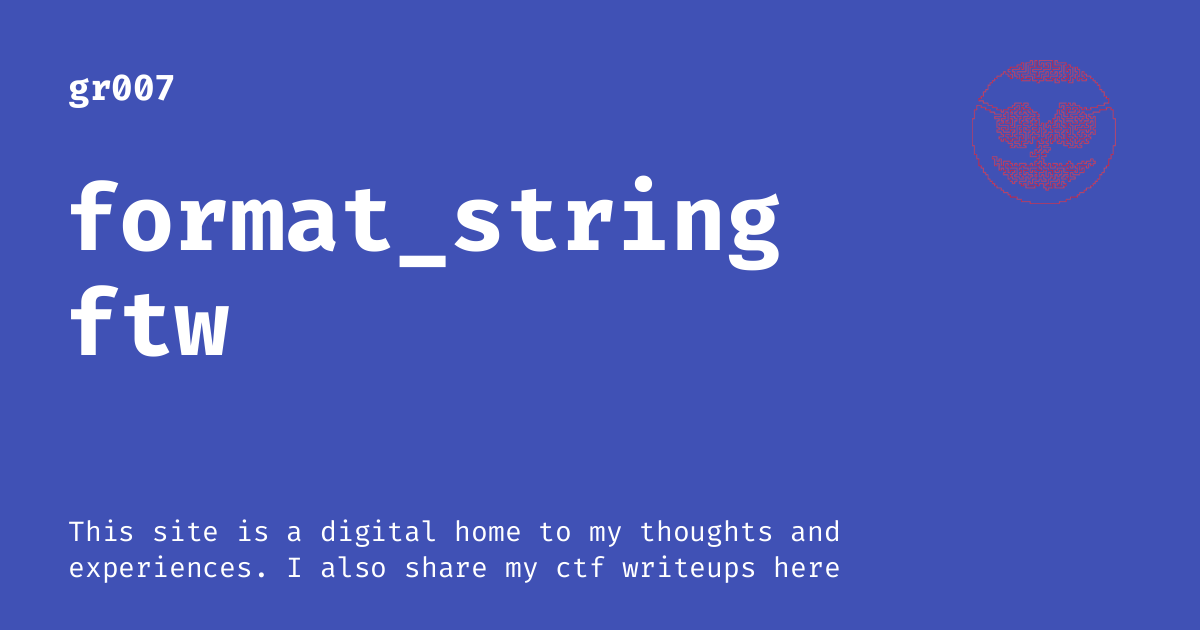 gr007
format_string
ftw
This site is a digital home to my thoughts and
experiences. I also share my ctf writeups here